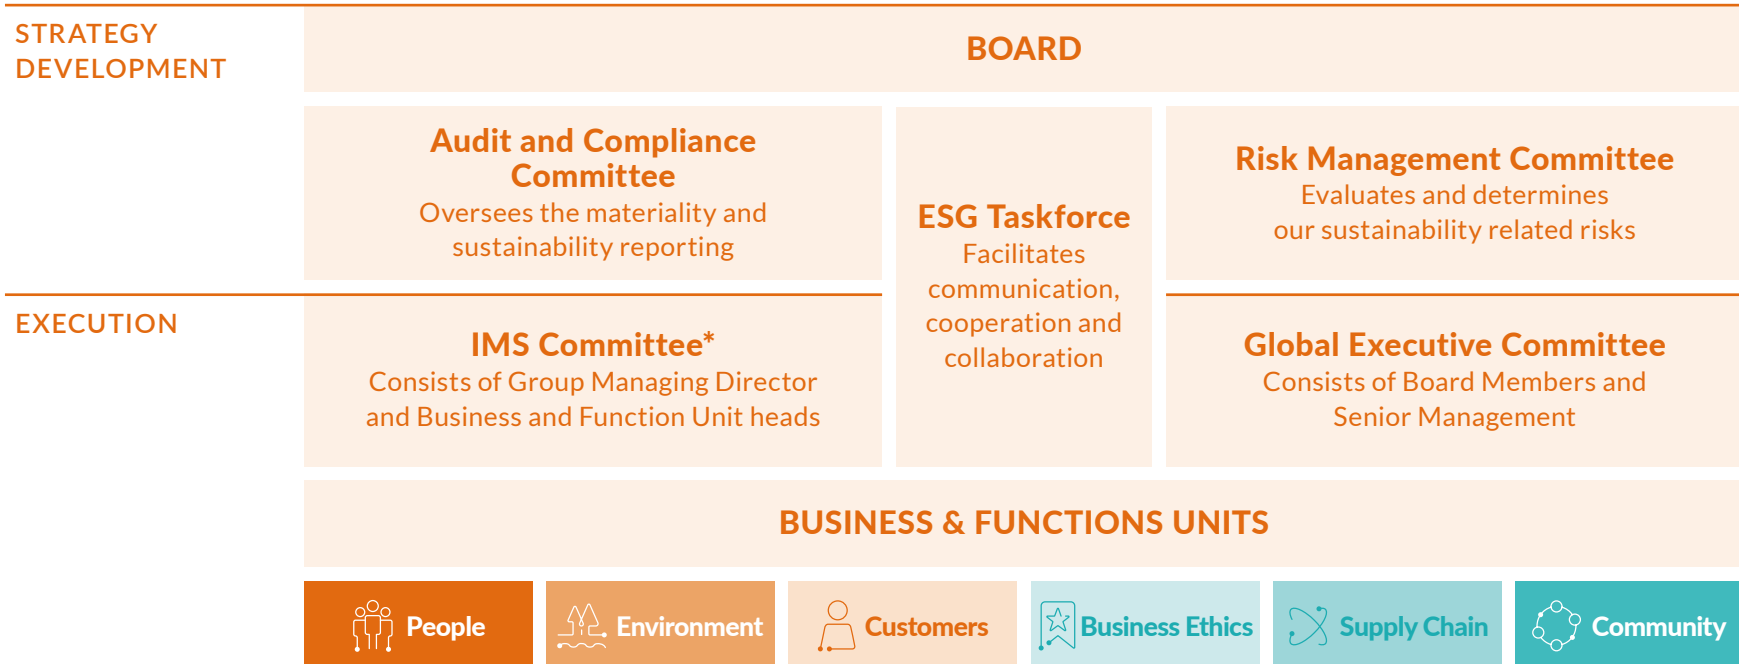 STRATEGY
DEVELOPMENT
BOARD
Audit and Compliance
Committee
Oversees the materiality and
sustainability reporting
ESG Taskforce
Facilitates
communication,
cooperation and
collaboration
Risk Management Committee
Evaluates and determines
our sustainability related risks
EXECUTION
IMS Committee*
Consists of Group Managing Director
and Business and Function Unit heads
Global Executive Committee
Consists of Board Members and
Senior Management
BUSINESS & FUNCTIONS UNITS
People
Environment
Customers
Business Ethics
Supply Chain
Community